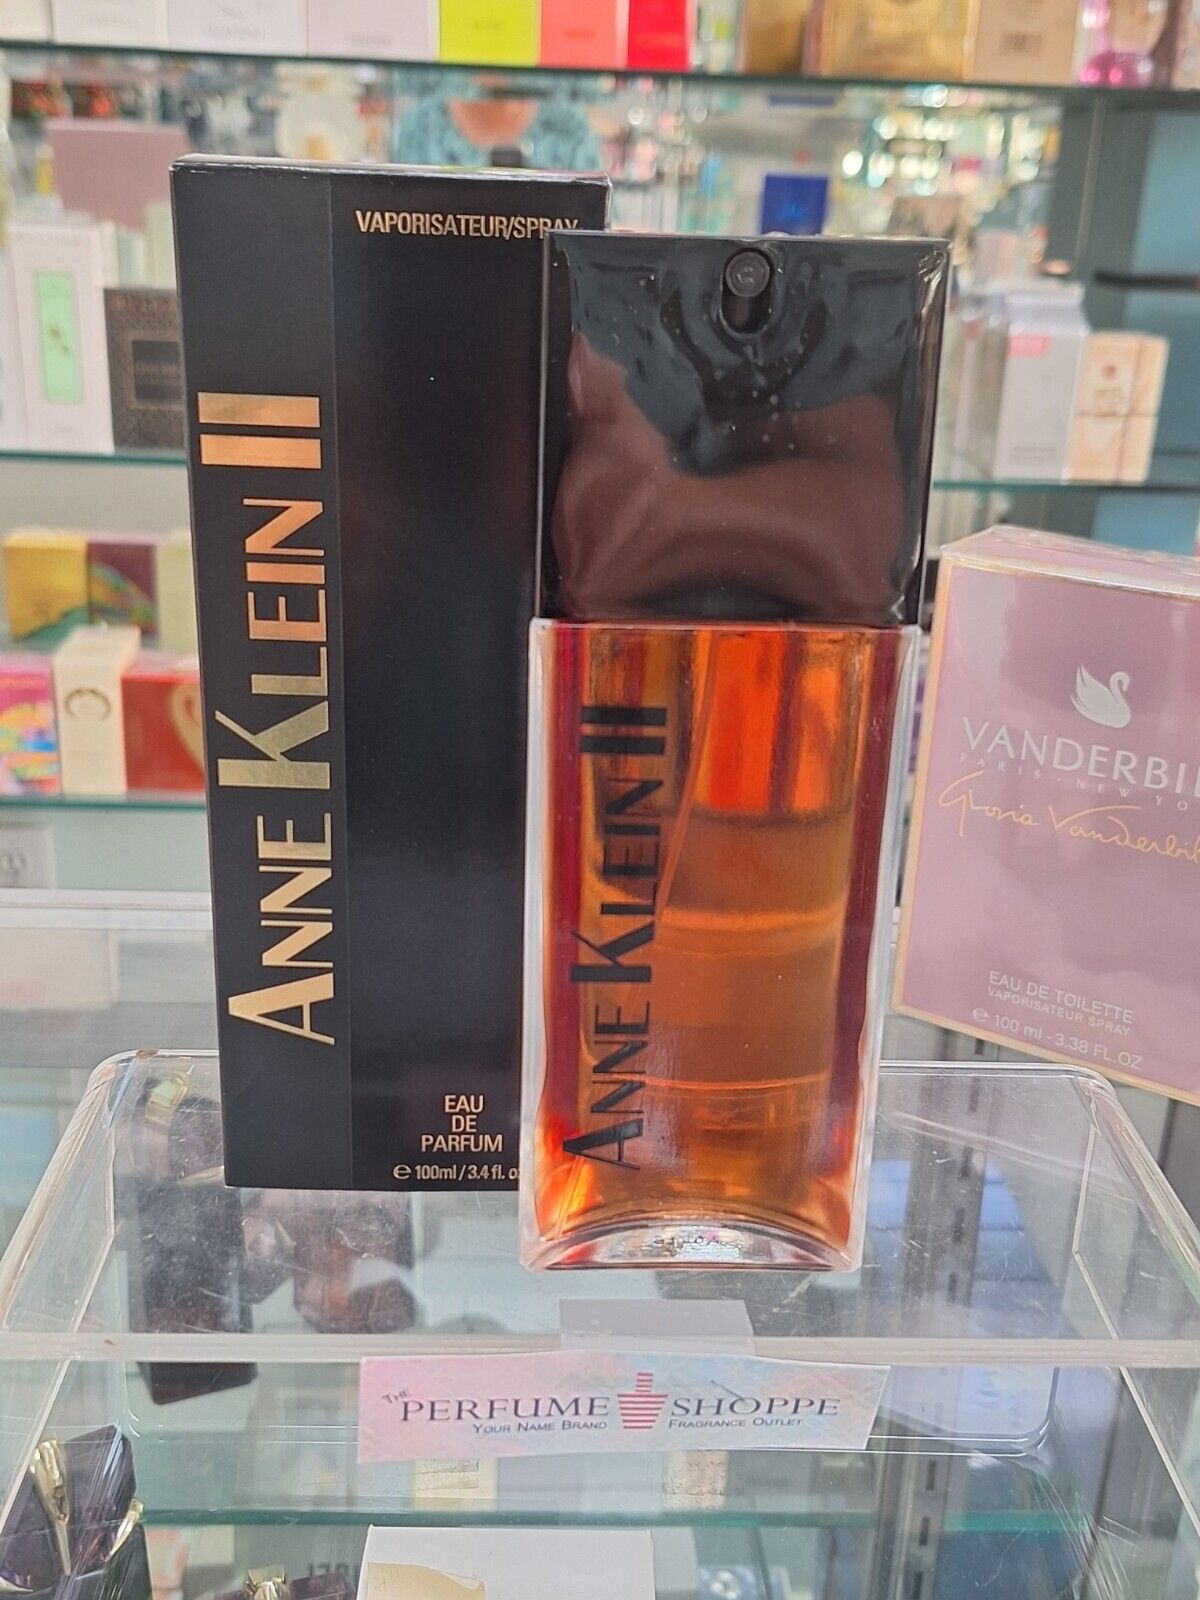 VAPORISATEUR/SPRAY
ANNE KLEIN II
EAU
DE
PARFUM
e 100ml / 3.4 fl. o
ANNE KLEIN II
VANDERBI
PARIS · NEW YO
Gloria Vanderbil
EAU DE TOILETTE
VAPORISATEUR SPRAY
e 100 ml - 3.38 FL.OZ
THE PERFUME SHOPPE
YOUR NAME BRAND FRAGRANCE OUTLET